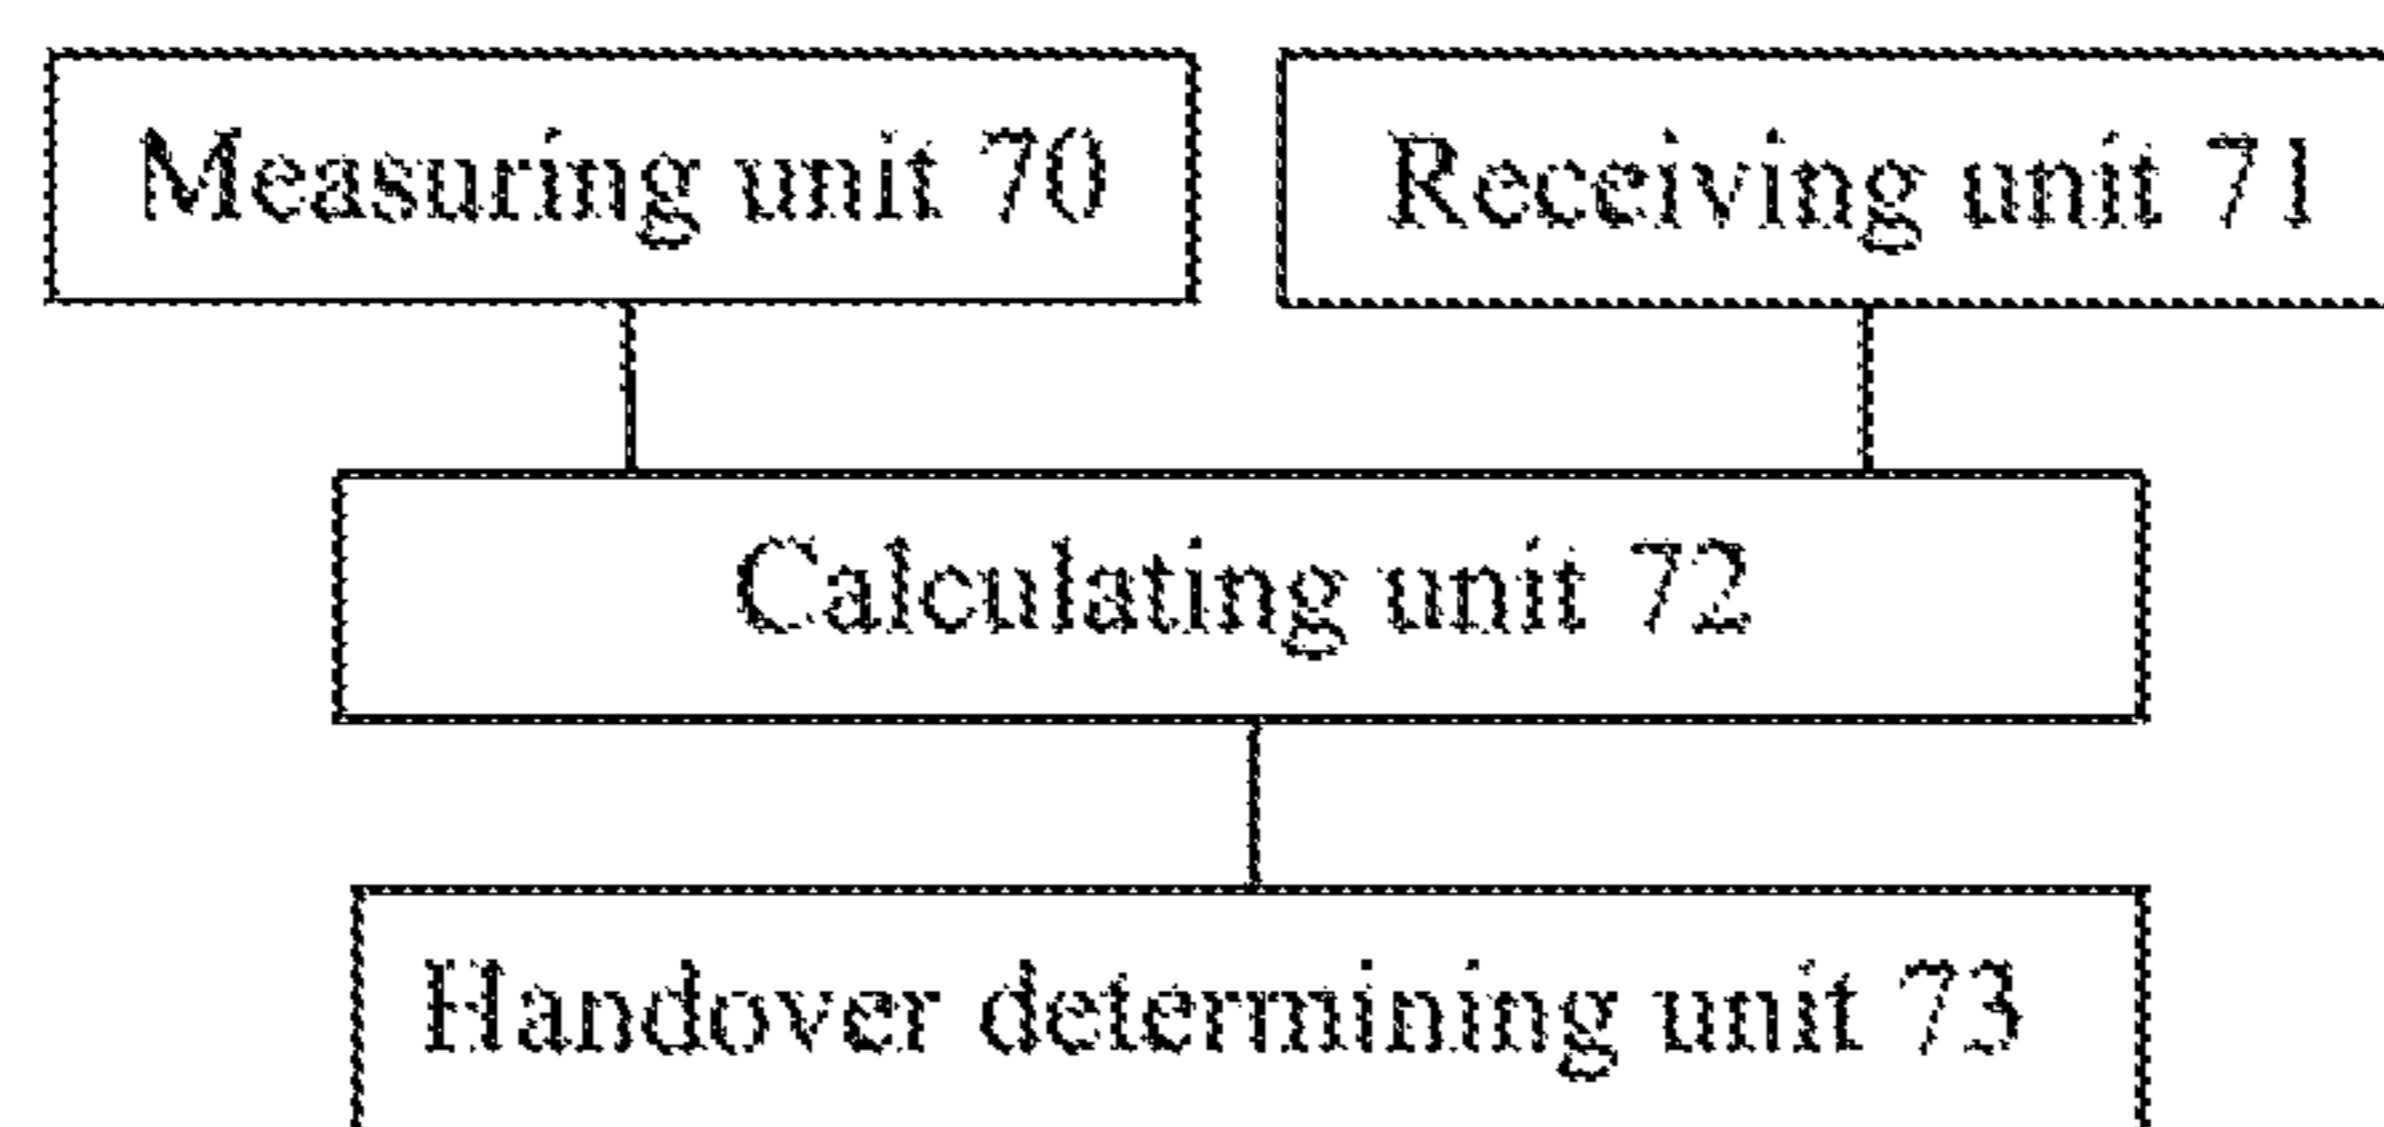 Measuring unit 70
Receiving unit 71
Calculating unit 72
Handover determining unit 73